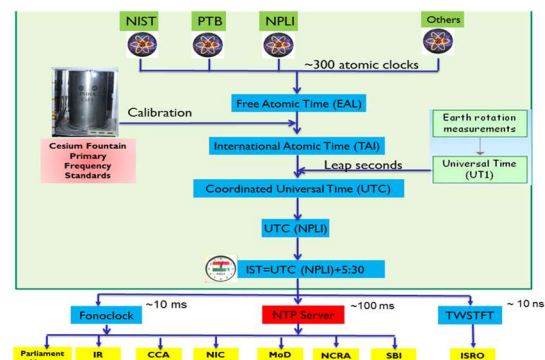 NIST
PTB
NPLI
Others
~300 atomic clocks
Free Atomic Time (EAL)
Calibration
Earth rotation
measurements
Cesium Fountain
Primary
Frequency
Standards
International Atomic Time (TAI)
Leap seconds
Universal Time
(UT1)
Coordinated Universal Time (UTC)
UTC (NPLI)
IST=UTC (NPLI)+5:30
~10 ms
~100 ms
~ 10 ns
Fonoclock
NTP Server
TWSTFT
Parliament
IR
CCA
NIC
MoD
NCRA
SBI
ISRO